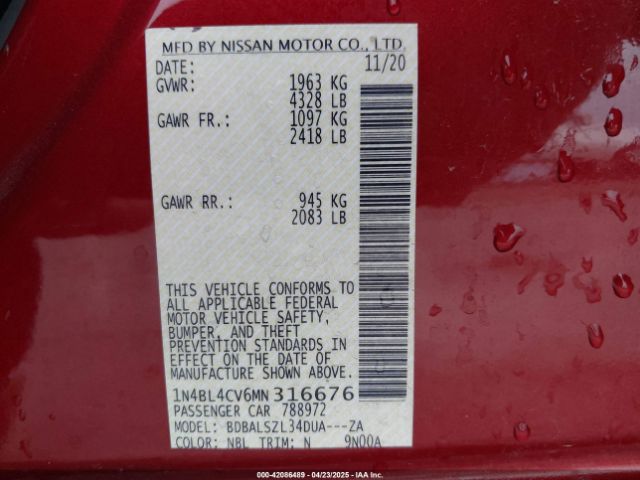 MFD BY NISSAN MOTOR CO., LTD.
DATE: 11/20
GVWR: 1963 KG
4328 LB
GAWR FR.: 1097 KG
2418 LB
GAWR RR.: 945 KG
2083 LB
THIS VEHICLE CONFORMS TO
ALL APPLICABLE FEDERAL
MOTOR VEHICLE SAFETY,
BUMPER, AND THEFT
PREVENTION STANDARDS IN
EFFECT ON THE DATE OF
MANUFACTURE SHOWN ABOVE.
1N4BL4CV6MN316676
PASSENGER CAR 788972
MODEL: BDBALSZL34DUA---ZA
COLOR: NBL TRIM: N 9N00A
© IAA - 42086489 - 04/23/2025 - www.iaai.com